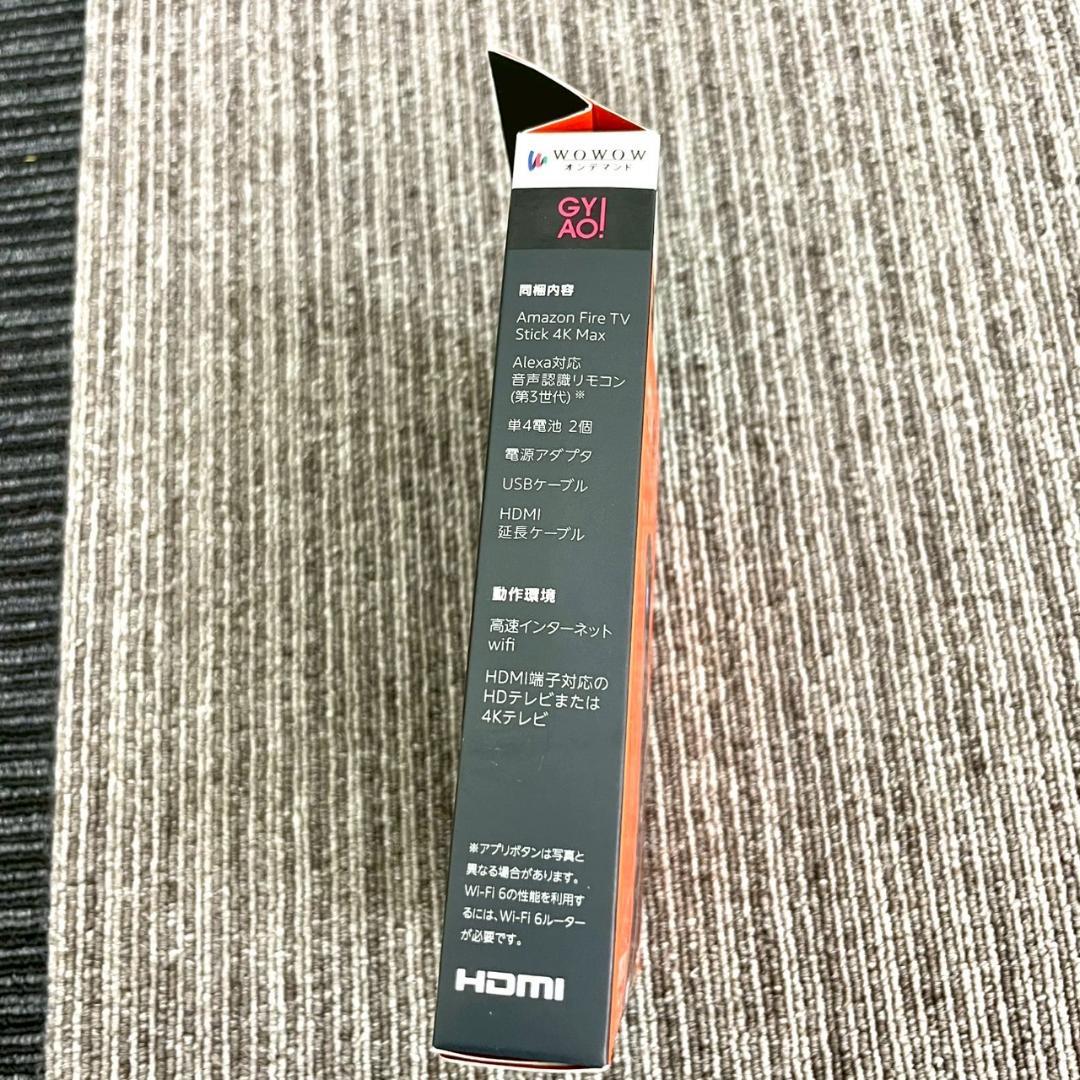 WOWOW
オンデマンド
GY
AO!
同梱内容
Amazon Fire TV
Stick 4K Max
Alexa対応
音声認識リモコン
(第3世代)※
単4電池 2個
電源アダプタ
USBケーブル
HDMI
延長ケーブル
動作環境
高速インターネット
wifi
HDMI端子対応の
HDテレビまたは
4Kテレビ
※アプリボタンは写真と
異なる場合があります。
Wi-Fi 6の性能を利用す
るには、Wi-Fi 6ルーター
が必要です。
HDMI